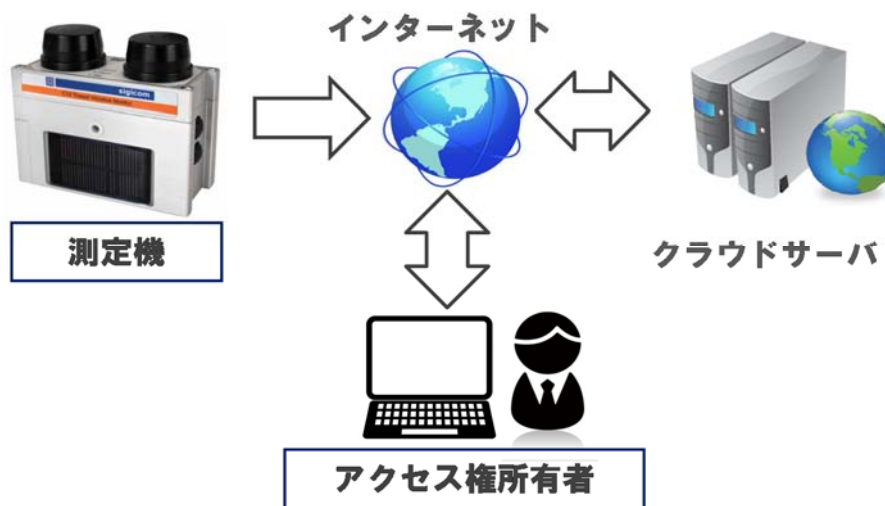 インターネット
sigicom
測定機
クラウドサーバ
アクセス権所有者